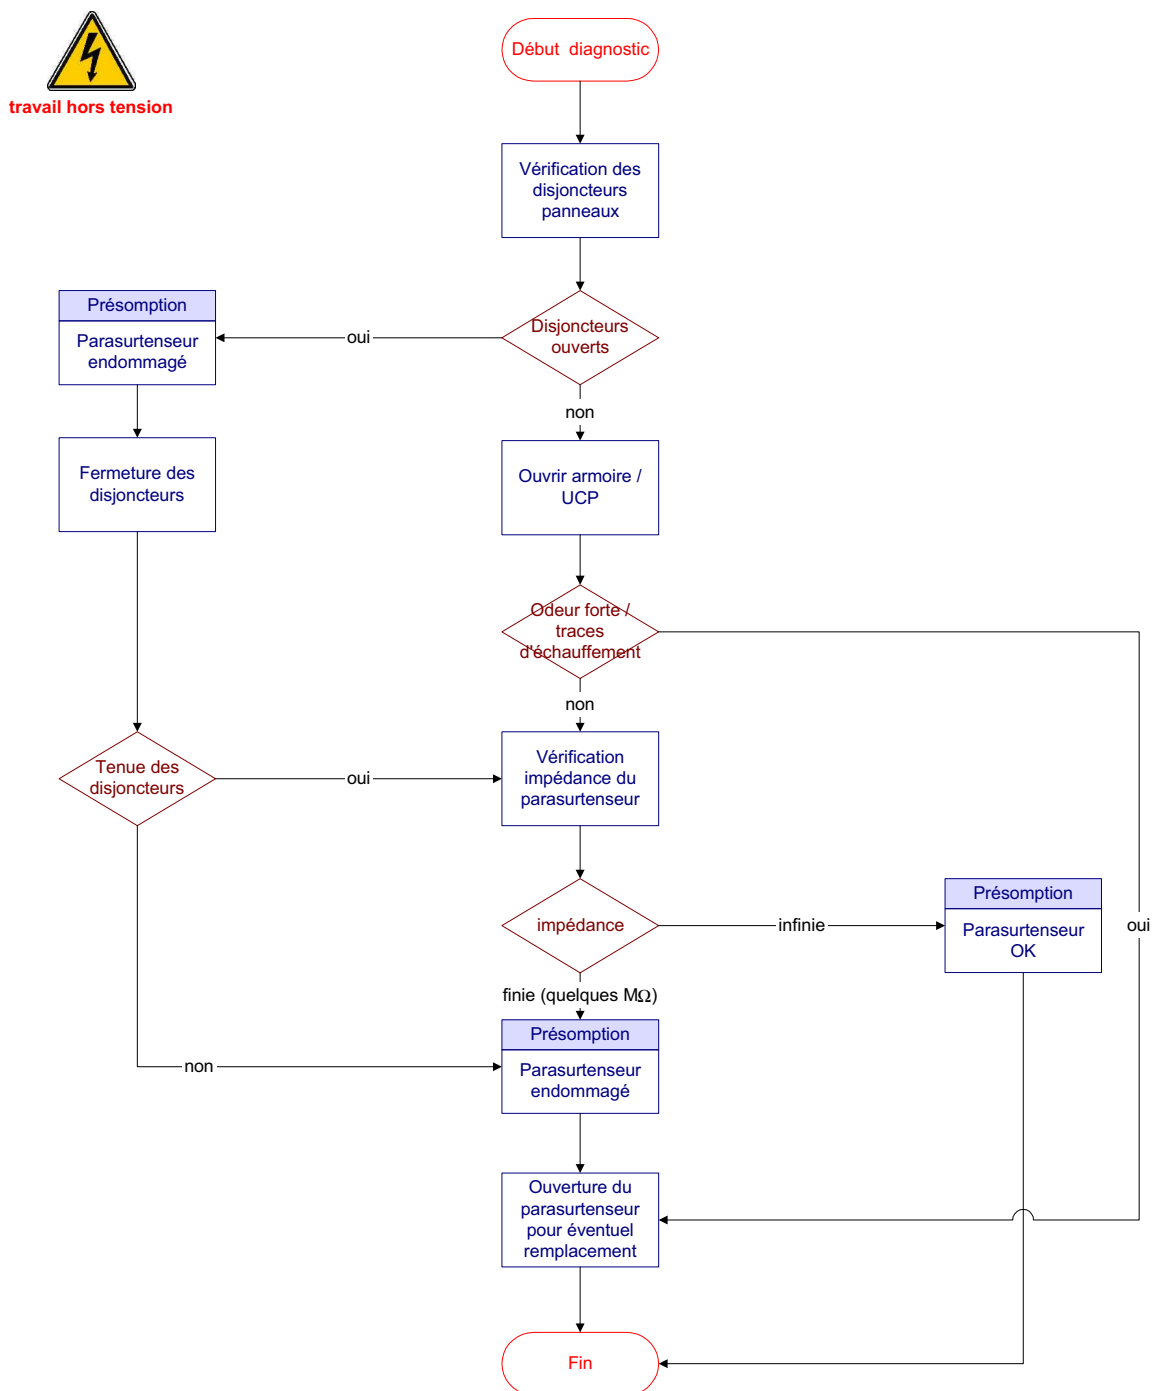 travail hors tension
Début diagnostic
Vérification des
disjoncteurs
panneaux
Disjoncteurs
ouverts
oui
Présomption
Parasurtenseur
endommagé
non
Fermeture des
disjoncteurs
Ouvrir armoire /
UCP
Odeur forte /
traces
d'échauffement
non
Tenue des
disjoncteurs
oui
Vérification
impédance du
parasurtenseur
impédance
infinie
Présomption
Parasurtenseur
OK
oui
finie (quelques MΩ)
Présomption
Parasurtenseur
endommagé
non
Ouverture du
parasurtenseur
pour éventuel
remplacement
Fin